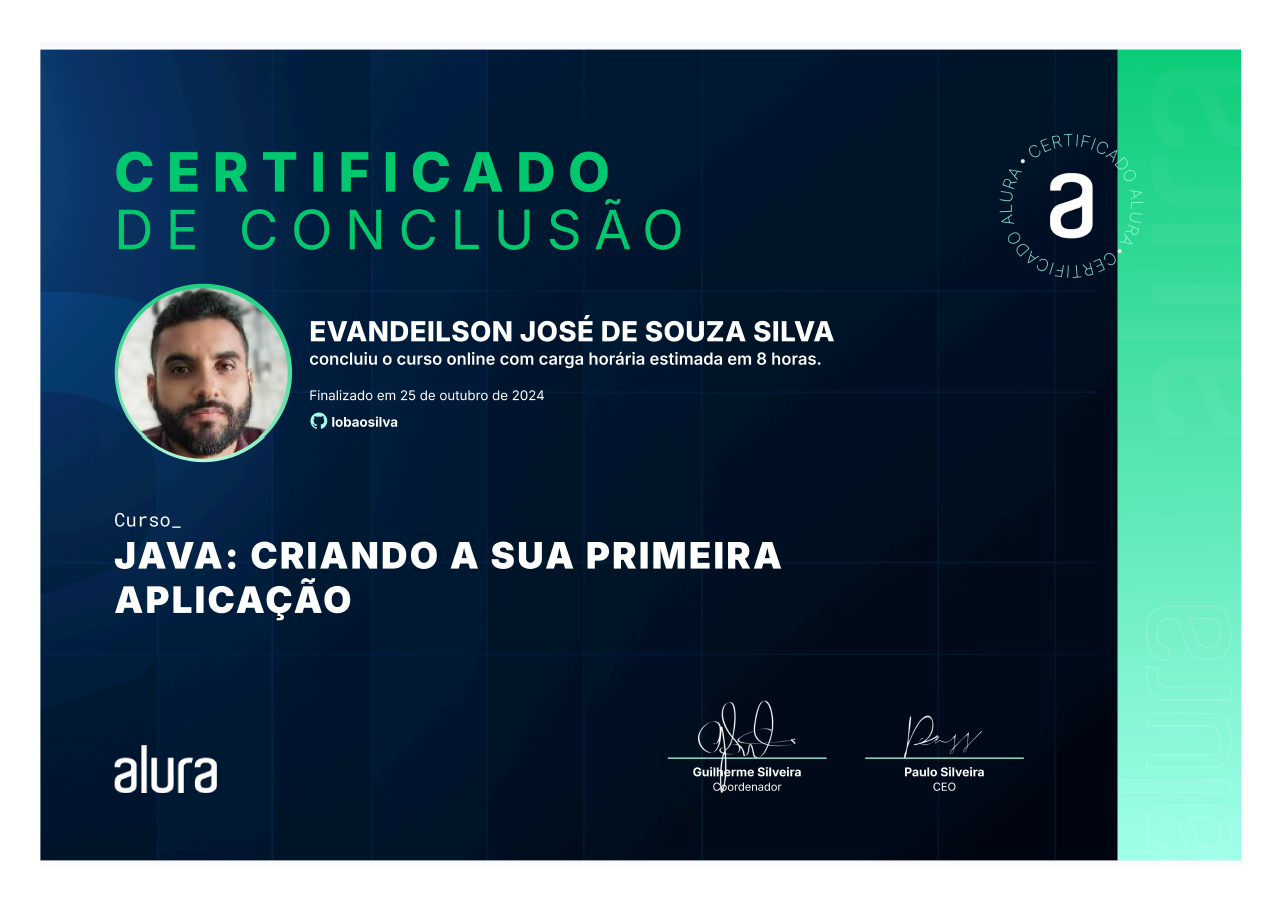 CERTIFICADO
DE CONCLUSÃO
CERTIFICADO ALURA • CERTIFICADO ALURA •
a
EVANDEILSON JOSÉ DE SOUZA SILVA
concluiu o curso online com carga horária estimada em 8 horas.
Finalizado em 25 de outubro de 2024
lobaosilva
Curso_
JAVA: CRIANDO A SUA PRIMEIRA
APLICAÇÃO
alura
Guilherme Silveira
Coordenador
Paulo Silveira
CEO
alura
alura